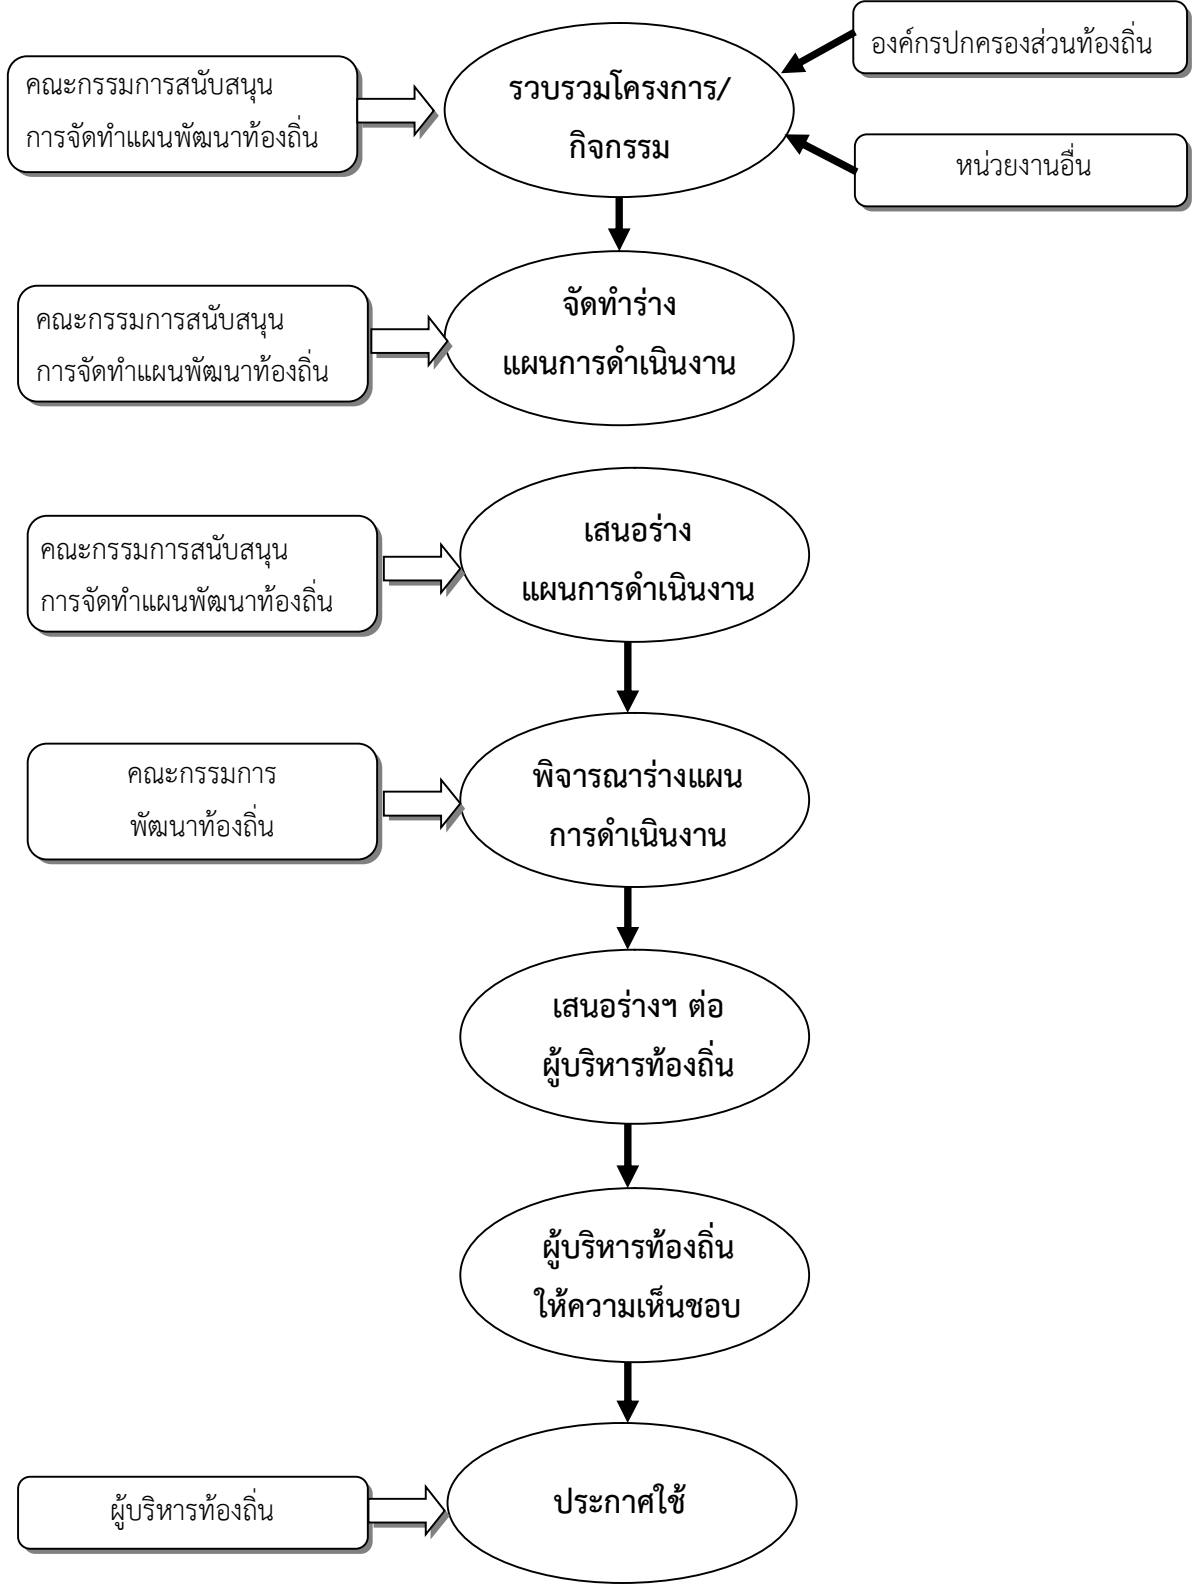 องค์กรปกครองส่วนท้องถิ่น
คณะกรรมการสนับสนุน
การจัดทำแผนพัฒนาท้องถิ่น
รวบรวมโครงการ/
กิจกรรม
หน่วยงานอื่น
คณะกรรมการสนับสนุน
การจัดทำแผนพัฒนาท้องถิ่น
จัดทำร่าง
แผนการดำเนินงาน
คณะกรรมการสนับสนุน
การจัดทำแผนพัฒนาท้องถิ่น
เสนอร่าง
แผนการดำเนินงาน
คณะกรรมการ
พัฒนาท้องถิ่น
พิจารณาร่างแผน
การดำเนินงาน
เสนอร่างฯ ต่อ
ผู้บริหารท้องถิ่น
ผู้บริหารท้องถิ่น
ให้ความเห็นชอบ
ผู้บริหารท้องถิ่น
ประกาศใช้